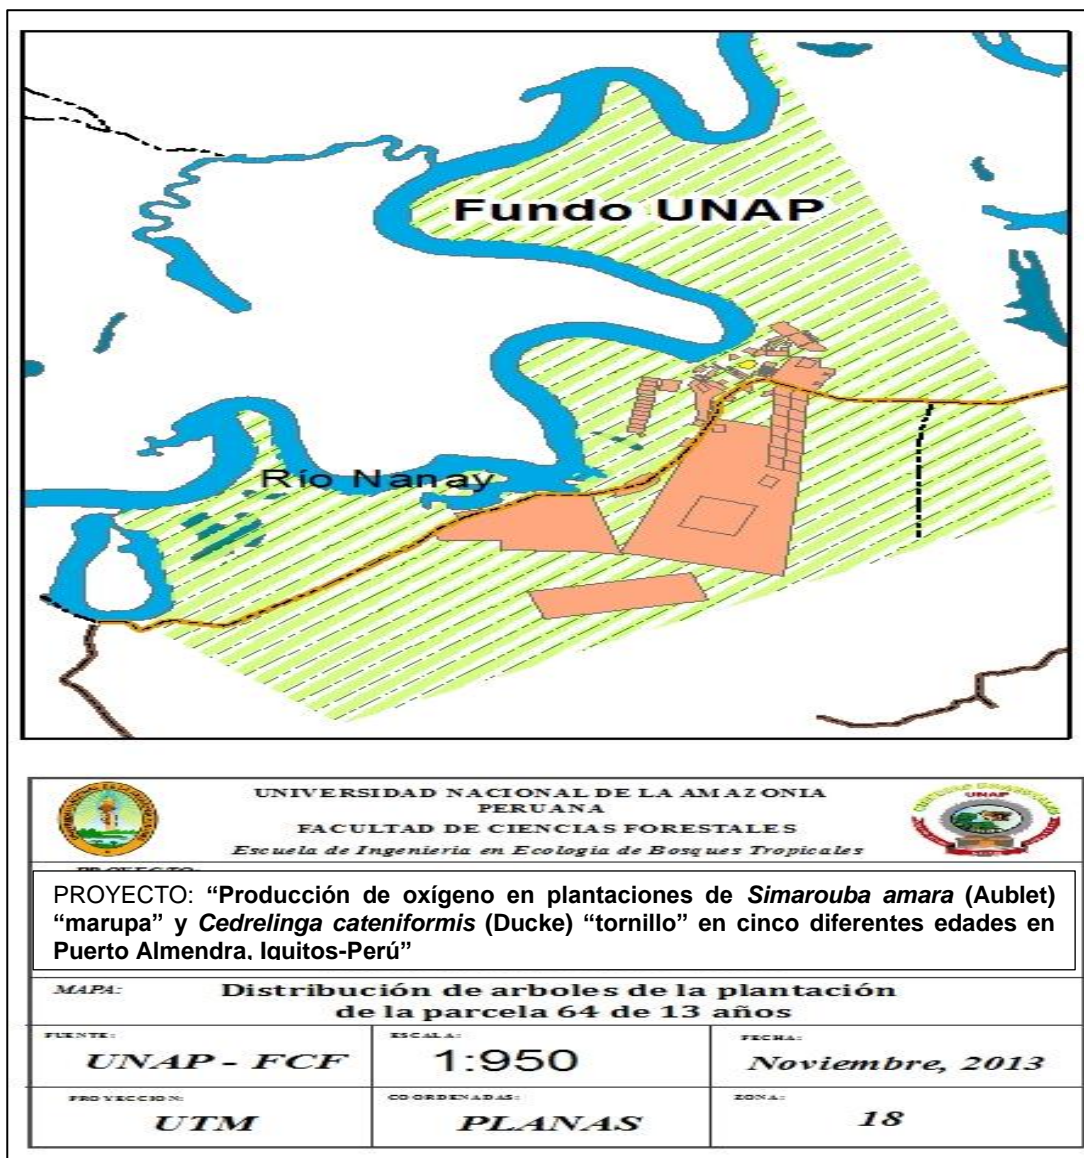 Fundo UNAP
Río Nanay
UNIVERSIDAD NACIONAL DE LA AMAZONIA
PERUANA
FACULTAD DE CIENCIAS FORESTALES
Escuela de Ingenieria en Ecologia de Bosques Tropicales
UNAP
PROYECTO: “Producción de oxígeno en plantaciones de Simarouba amara (Aublet)
“marupa” y Cedrelinga cateniformis (Ducke) “tornillo” en cinco diferentes edades en
Puerto Almendra, Iquitos-Perú”
MAPA: Distribución de arboles de la plantación
de la parcela 64 de 13 años
FUENTE:
UNAP - FCF
ESCALA:
1:950
FECHA:
Noviembre, 2013
PROYECCION:
UTM
COORDENADAS:
PLANAS
ZONA:
18